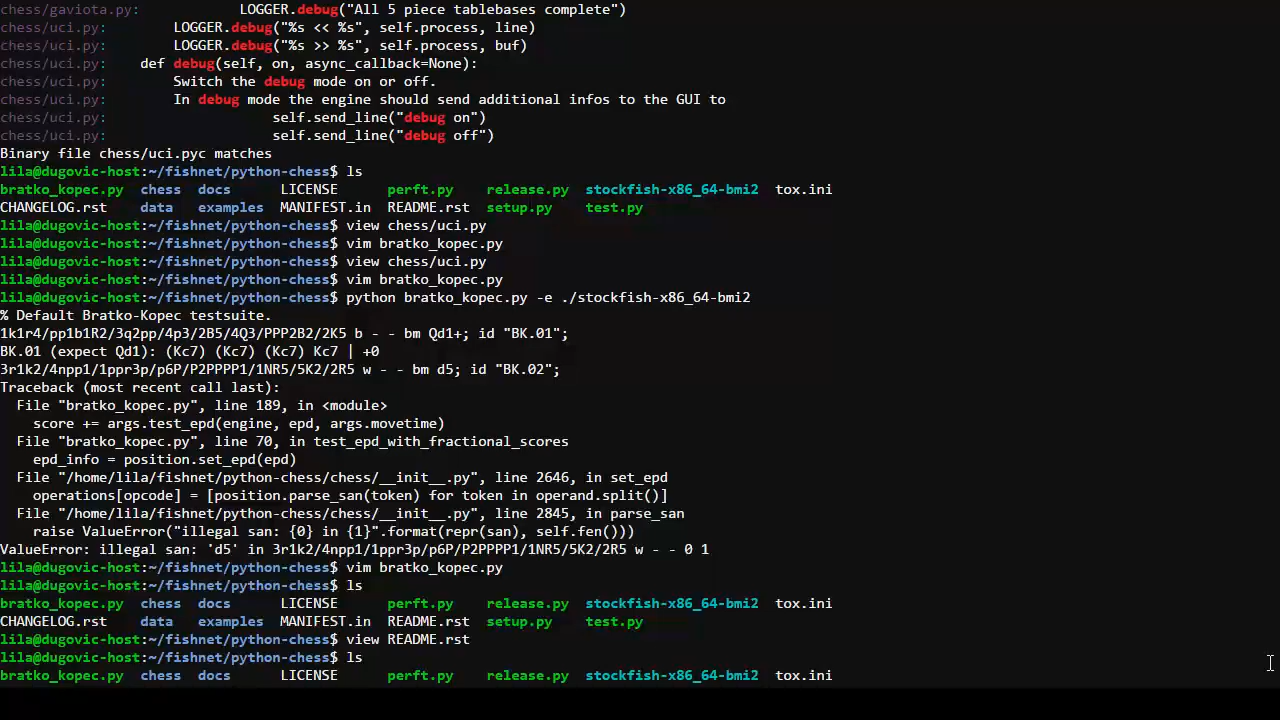 chess/gaviota.py:            LOGGER.debug("All 5 piece tablebases complete")
chess/uci.py:        LOGGER.debug("%s << %s", self.process, line)
chess/uci.py:        LOGGER.debug("%s >> %s", self.process, buf)
chess/uci.py:    def debug(self, on, async_callback=None):
chess/uci.py:        Switch the debug mode on or off.
chess/uci.py:        In debug mode the engine should send additional infos to the GUI to
chess/uci.py:                    self.send_line("debug on")
chess/uci.py:                    self.send_line("debug off")
Binary file chess/uci.pyc matches
lila@dugovic-host:~/fishnet/python-chess$ ls
bratko_kopec.py  chess  docs      LICENSE      perft.py    release.py  stockfish-x86_64-bmi2  tox.ini
CHANGELOG.rst    data   examples  MANIFEST.in  README.rst  setup.py    test.py
lila@dugovic-host:~/fishnet/python-chess$ view chess/uci.py
lila@dugovic-host:~/fishnet/python-chess$ vim bratko_kopec.py
lila@dugovic-host:~/fishnet/python-chess$ view chess/uci.py
lila@dugovic-host:~/fishnet/python-chess$ vim bratko_kopec.py
lila@dugovic-host:~/fishnet/python-chess$ python bratko_kopec.py -e ./stockfish-x86_64-bmi2
% Default Bratko-Kopec testsuite.
1k1r4/pp1b1R2/3q2pp/4p3/2B5/4Q3/PPP2B2/2K5 b - - bm Qd1+; id "BK.01";
BK.01 (expect Qd1): (Kc7) (Kc7) (Kc7) Kc7 | +0
3r1k2/4npp1/1ppr3p/p6P/P2PPPP1/1NR5/5K2/2R5 w - - bm d5; id "BK.02";
Traceback (most recent call last):
  File "bratko_kopec.py", line 189, in <module>
    score += args.test_epd(engine, epd, args.movetime)
  File "bratko_kopec.py", line 70, in test_epd_with_fractional_scores
    epd_info = position.set_epd(epd)
  File "/home/lila/fishnet/python-chess/chess/__init__.py", line 2646, in set_epd
    operations[opcode] = [position.parse_san(token) for token in operand.split()]
  File "/home/lila/fishnet/python-chess/chess/__init__.py", line 2845, in parse_san
    raise ValueError("illegal san: {0} in {1}".format(repr(san), self.fen()))
ValueError: illegal san: 'd5' in 3r1k2/4npp1/1ppr3p/p6P/P2PPPP1/1NR5/5K2/2R5 w - - 0 1
lila@dugovic-host:~/fishnet/python-chess$ vim bratko_kopec.py
lila@dugovic-host:~/fishnet/python-chess$ ls
bratko_kopec.py  chess  docs      LICENSE      perft.py    release.py  stockfish-x86_64-bmi2  tox.ini
CHANGELOG.rst    data   examples  MANIFEST.in  README.rst  setup.py    test.py
lila@dugovic-host:~/fishnet/python-chess$ view README.rst
lila@dugovic-host:~/fishnet/python-chess$ ls
bratko_kopec.py  chess  docs      LICENSE      perft.py    release.py  stockfish-x86_64-bmi2  tox.ini